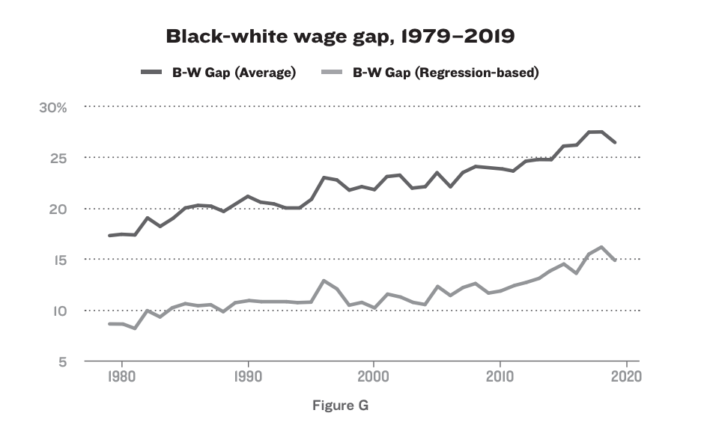 Black-white wage gap, 1979–2019
B-W Gap (Average) B-W Gap (Regression-based)
30%
25
20
15
10
5
1980 1990 2000 2010 2020
Figure G